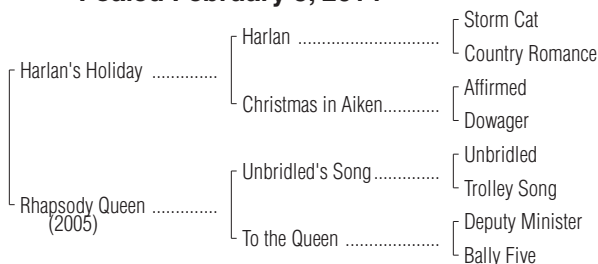 Foaled February
Storm Cat
Harlan ................................
Country Romance
Harlan's Holiday ..............
Affirmed
Christmas in Aiken............
Dowager
Unbridled
Unbridled's Song..............
Trolley Song
Rhapsody Queen ..............
(2005)
Deputy Minister
To the Queen ....................
Bally Five